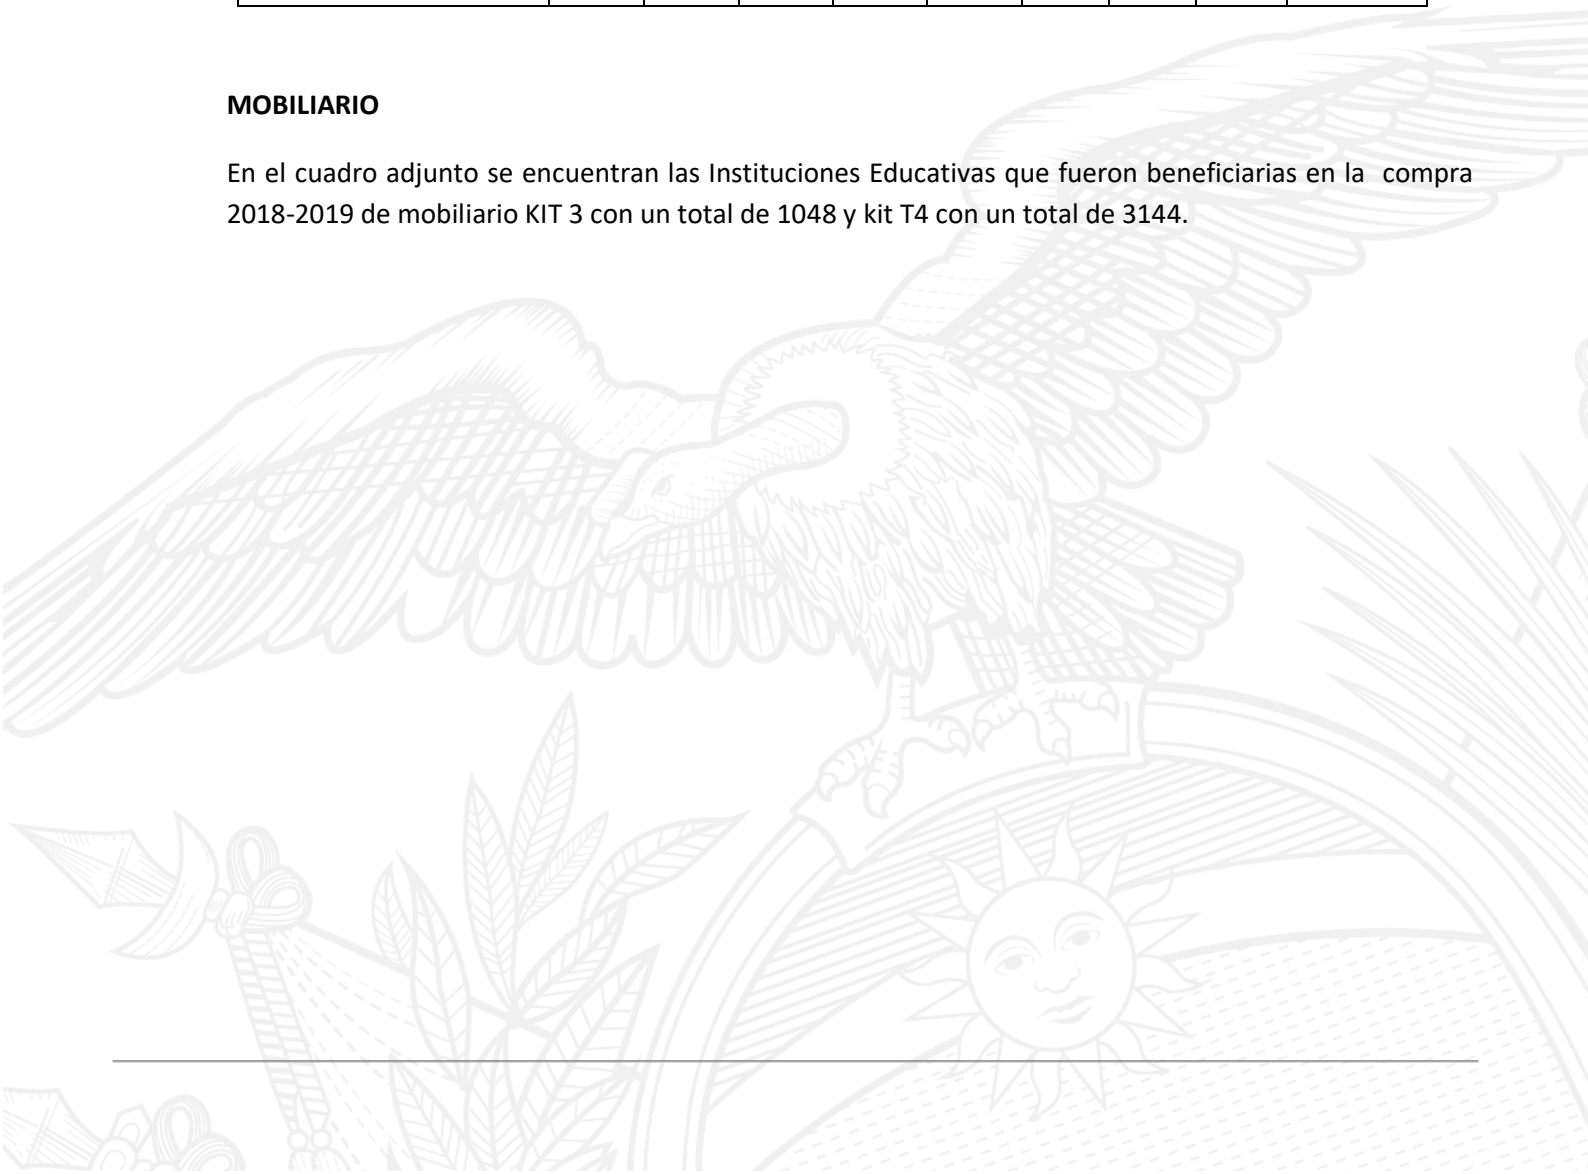 MOBILIARIO
En el cuadro adjunto se encuentran las Instituciones Educativas que fueron beneficiarias en la compra
2018-2019 de mobiliario KIT 3 con un total de 1048 y kit T4 con un total de 3144.